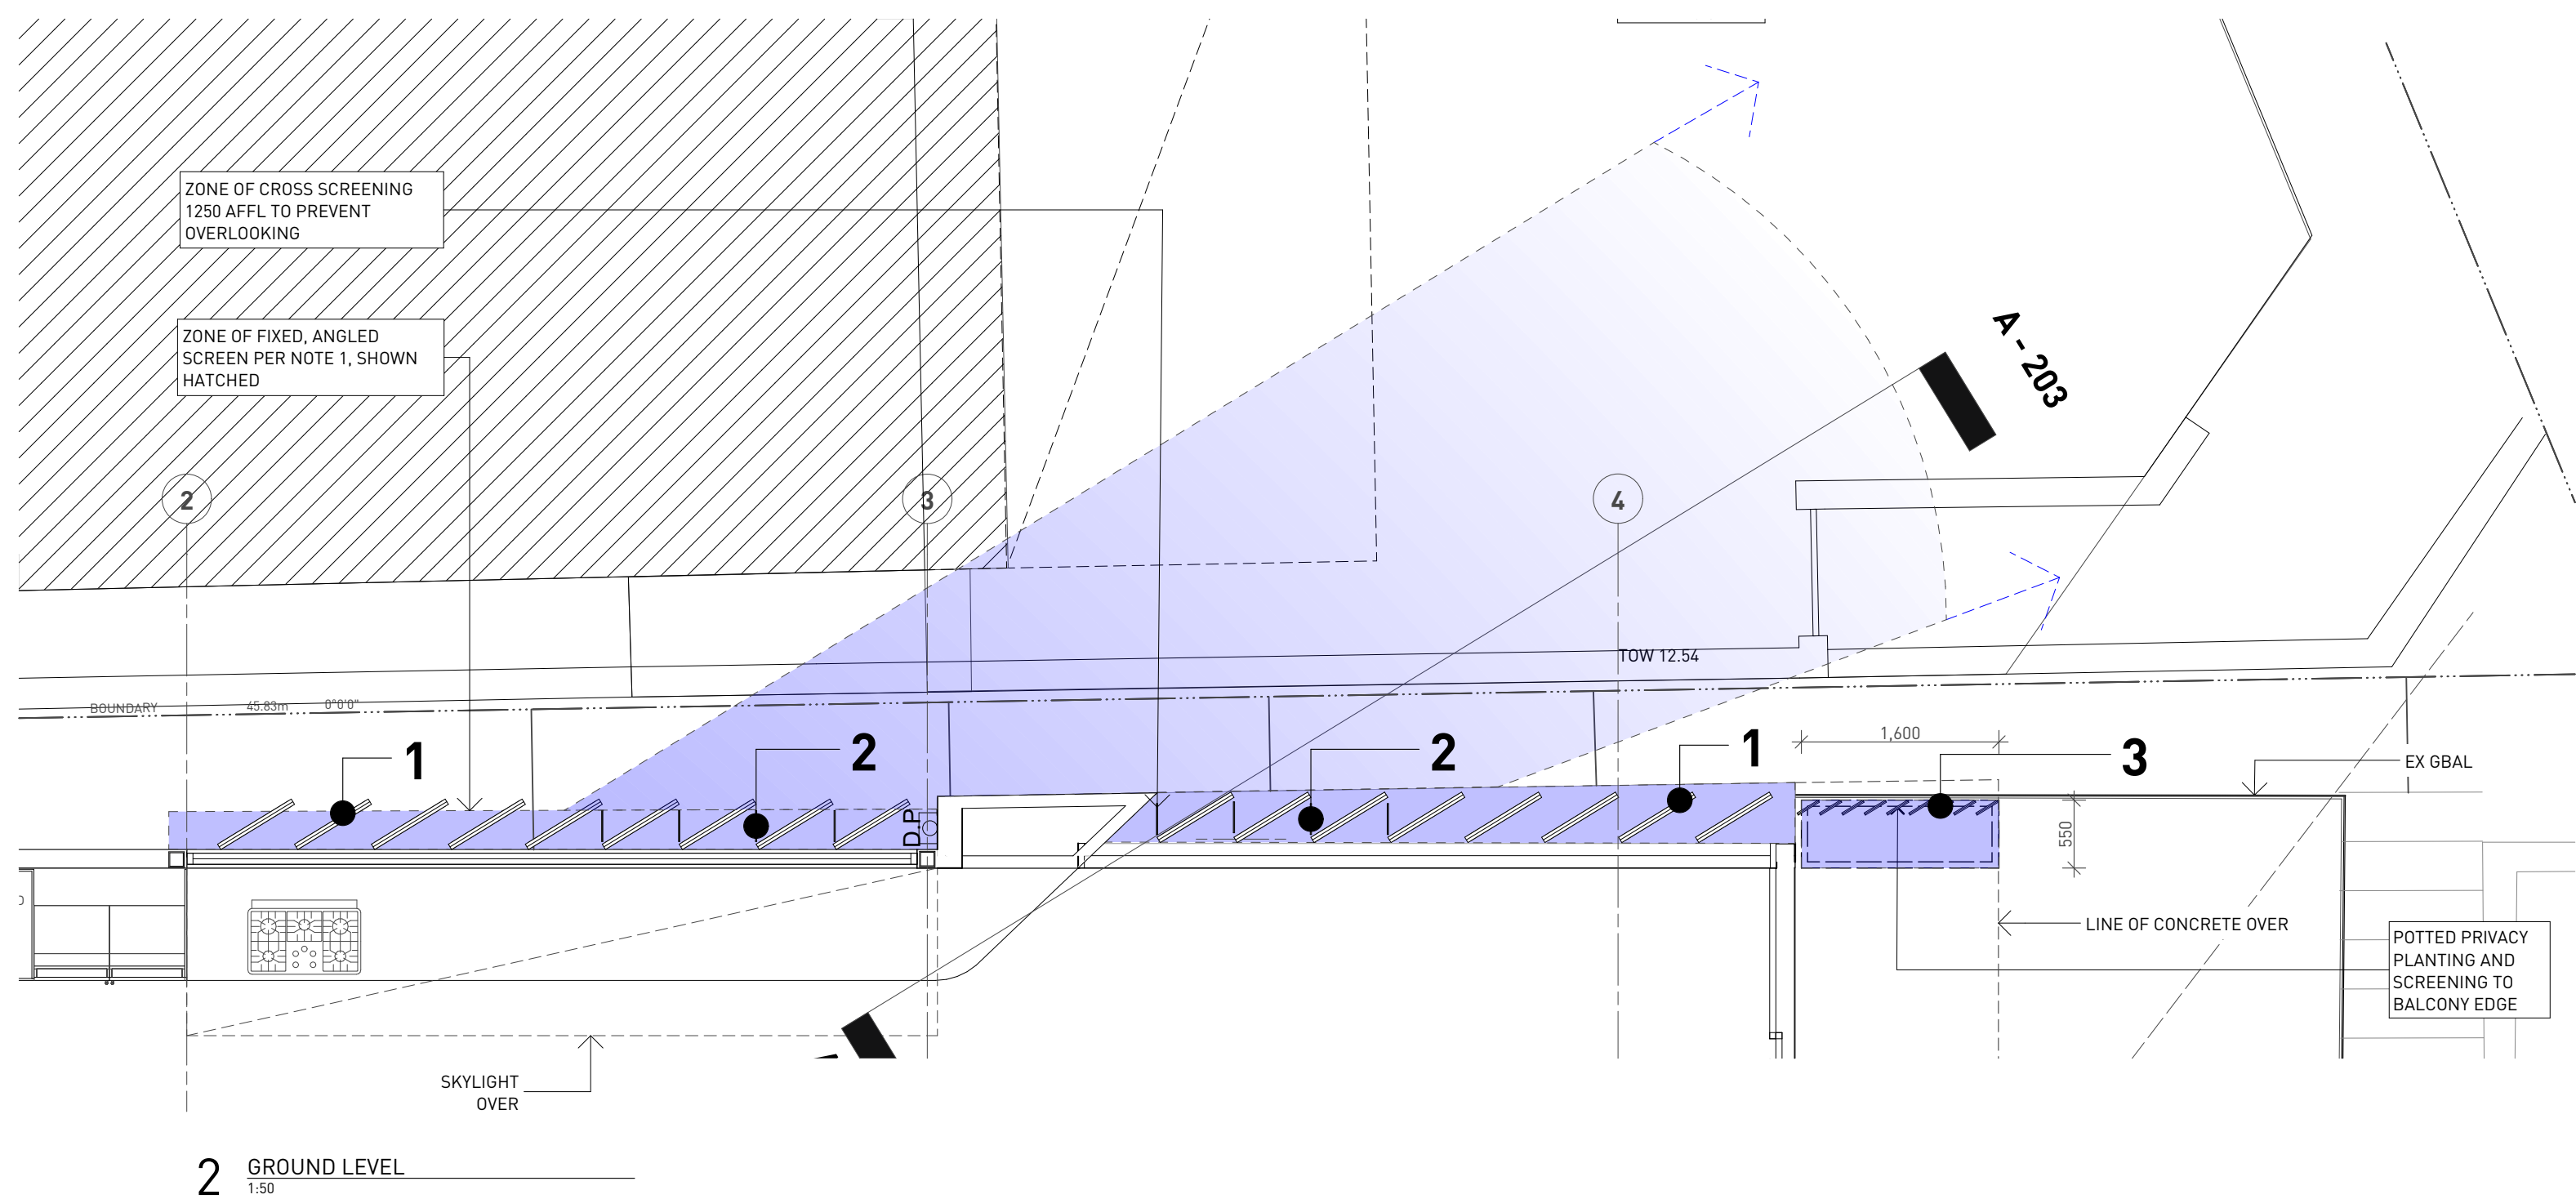 ZONE OF CROSS SCREENING
1250 AFFL TO PREVENT
OVERLOOKING
ZONE OF FIXED, ANGLED
SCREEN PER NOTE 1, SHOWN
HATCHED
A - 203
2
3
4
TOW 12.54
BOUNDARY
45.83m
0°0'0"
1
2
2
1
1,600
3
EX GBAL
D.P
550
LINE OF CONCRETE OVER
POTTED PRIVACY
PLANTING AND
SCREENING TO
BALCONY EDGE
SKYLIGHT
OVER
2
GROUND LEVEL
1:50